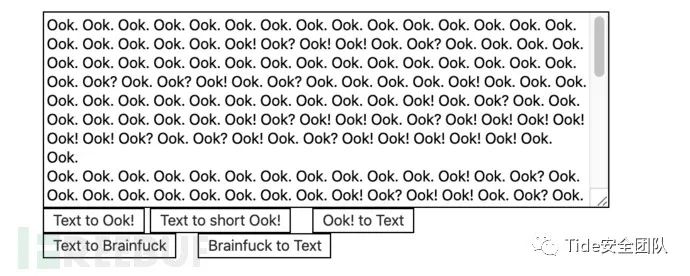 Ook. Ook. Ook. Ook. Ook. Ook. Ook. Ook. Ook. Ook. Ook. Ook. Ook. Ook. Ook.
Ook. Ook. Ook. Ook. Ook. Ook! Ook? Ook! Ook! Ook. Ook? Ook. Ook. Ook. Ook.
Ook. Ook. Ook. Ook. Ook. Ook. Ook. Ook. Ook. Ook. Ook. Ook. Ook. Ook. Ook.
Ook. Ook? Ook. Ook? Ook! Ook. Ook? Ook. Ook. Ook. Ook. Ook! Ook. Ook. Ook.
Ook. Ook. Ook. Ook. Ook. Ook. Ook. Ook. Ook. Ook. Ook! Ook. Ook? Ook. Ook.
Ook. Ook. Ook. Ook. Ook. Ook. Ook! Ook? Ook! Ook! Ook. Ook? Ook! Ook! Ook! Ook!
Ook! Ook! Ook? Ook. Ook? Ook! Ook. Ook? Ook! Ook! Ook! Ook! Ook! Ook.
Ook.
Ook. Ook. Ook. Ook. Ook. Ook. Ook. Ook. Ook. Ook. Ook. Ook! Ook. Ook? Ook.
Ook. Ook. Ook. Ook. Ook. Ook. Ook. Ook. Ook! Ook? Ook! Ook! Ook. Ook? Ook.
Text to Ook! Text to short Ook! Ook! to Text
Text to Brainfuck Brainfuck to Text
FREEBUF
Tide安全团队